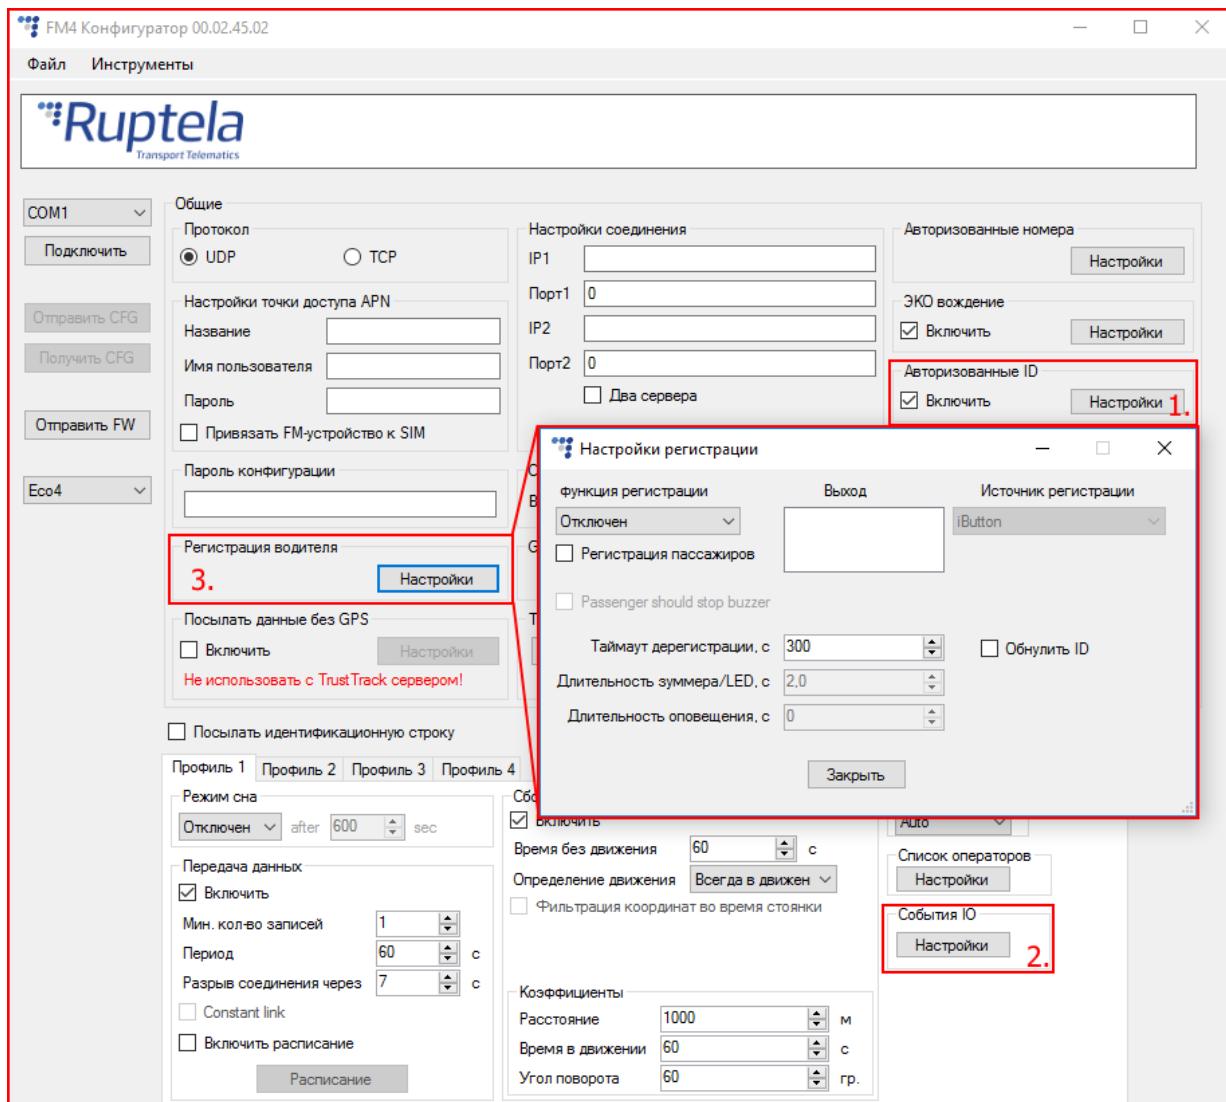 FM4 Конфигуратор 00.02.45.02
Файл Инструменты
Ruptela
Transport Telematics
COM1
Подключить
Отправить CFG
Получить CFG
Отправить FW
Eco4
Общие
Протокол
UDP TCP
Настройки точки доступа APN
Название
Имя пользователя
Пароль
Привязать FM-устройство к SIM
Настройки соединения
IP1
Порт1 0
IP2
Порт2 0
Два сервера
Авторизованные номера
Настройки
ЭКО вождение
Включить Настройки
Авторизованные ID
Включить Настройки 1.
Пароль конфигурации
Регистрация водителя
3. Настройки
Посылать данные без GPS
Включить Настройки
Не использовать с TrustTrack сервером!
Настройки регистрации
Функция регистрации Выход Источник регистрации
Отключен iButton
Регистрация пассажиров
Passenger should stop buzzer
Таймаут дерегистрации, с 300 Обнулить ID
Длительность зуммера/LED, с 2,0
Длительность оповещения, с 0
Закрыть
Посылать идентификационную строку
Профиль 1 Профиль 2 Профиль 3 Профиль 4
Режим сна
Отключен after 600 sec
Передача данных
Включить
Мин. кол-во записей 1
Период 60 с
Разрыв соединения через 7 с
Constant link
Включить расписание
Расписание
Включить
Время без движения 60 с
Определение движения Всегда в движен
Фильтрация координат во время стоянки
Коэффициенты
Расстояние 1000 м
Время в движении 60 с
Угол поворота 60 гр.
Auto
Список операторов
Настройки
События IO
Настройки 2.